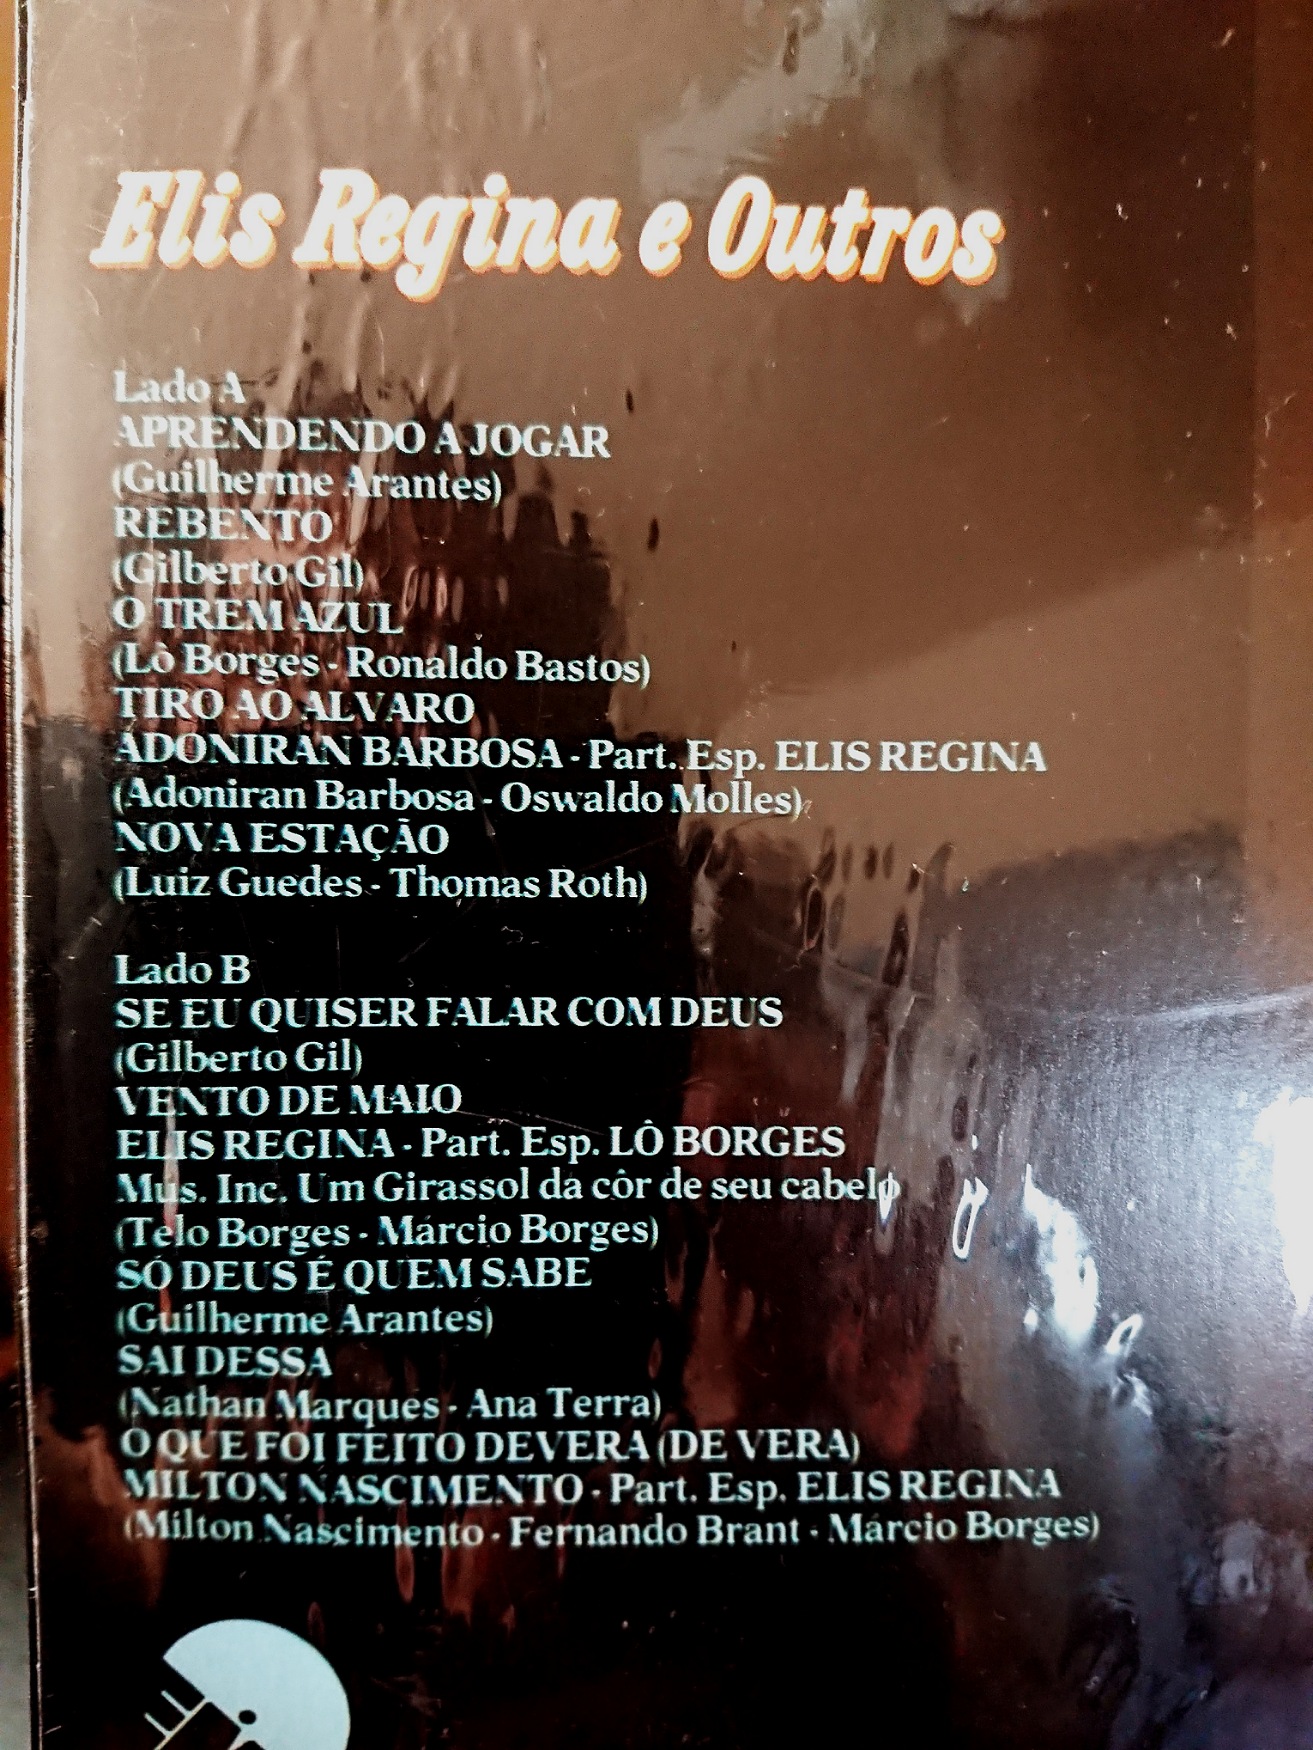 Elis Regina e Outros
Lado A
APRENDENDO A JOGAR
(Guilherme Arantes)
REBENTO
(Gilberto Gil)
O TREM AZUL
(Lô Borges - Ronaldo Bastos)
TIRO AO ALVARO
ADONIRAN BARBOSA - Part. Esp. ELIS REGINA
(Adoniran Barbosa - Oswaldo Molles)
NOVA ESTAÇÃO
(Luiz Guedes - Thomas Roth)
Lado B
SE EU QUISER FALAR COM DEUS
(Gilberto Gil)
VENTO DE MAIO
ELIS REGINA - Part. Esp. LÔ BORGES
Mus. Inc. Um Girassol da côr de seu cabelo
(Telo Borges - Márcio Borges)
SÓ DEUS É QUEM SABE
(Guilherme Arantes)
SAI DESSA
(Nathan Marques - Ana Terra)
O QUE FOI FEITO DEVERA (DE VERA)
MILTON NASCIMENTO - Part. Esp. ELIS REGINA
(Milton Nascimento - Fernando Brant - Márcio Borges)